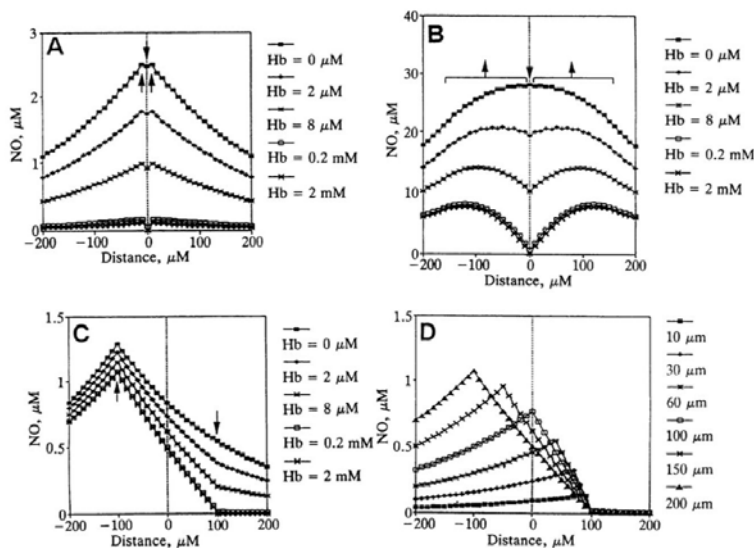 A
3
2
1
0
NO, μM
-200
-100
0
100
200
Distance, μM
Hb = 0 μM
Hb = 2 μM
Hb = 8 μM
Hb = 0.2 mM
Hb = 2 mM
B
40
30
20
10
0
NO, μM
-200
-100
0
100
200
Distance, μM
Hb = 0 μM
Hb = 2 μM
Hb = 8 μM
Hb = 0.2 mM
Hb = 2 mM
C
1.5
1
0.5
0
NO, μM
-200
-100
0
100
200
Distance, μM
Hb = 0 μM
Hb = 2 μM
Hb = 8 μM
Hb = 0.2 mM
Hb = 2 mM
D
1.5
1
0.5
0
NO, μM
-200
-100
0
100
200
Distance, μM
10 μm
30 μm
60 μm
100 μm
150 μm
200 μm